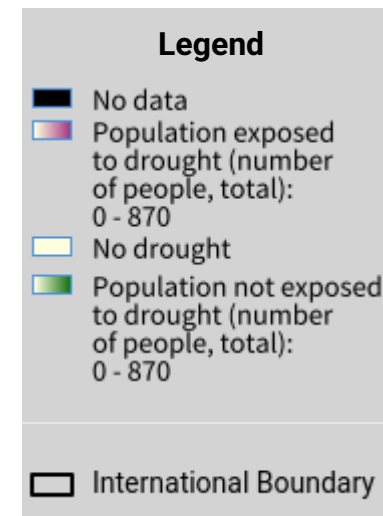 Legend
No data
Population exposed
to drought (number
of people, total):
0 - 870
No drought
Population not exposed
to drought (number
of people, total):
0 - 870
International Boundary